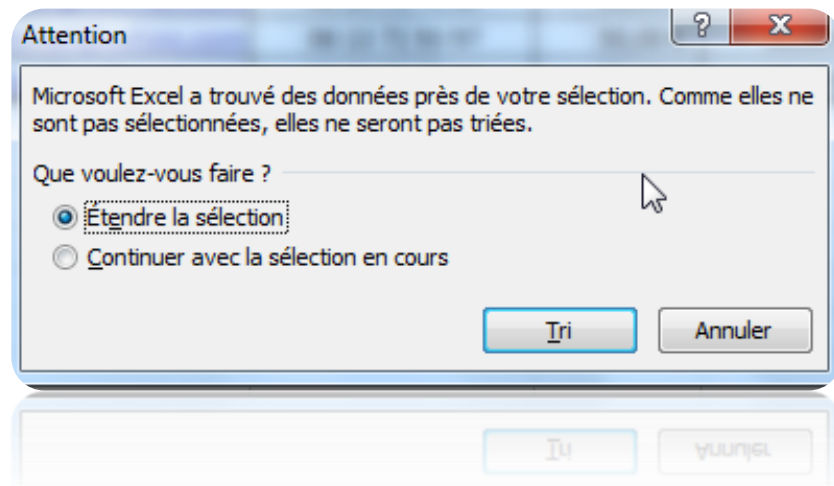 Attention
Microsoft Excel a trouvé des données près de votre sélection. Comme elles ne
sont pas sélectionnées, elles ne seront pas triées.
Que voulez-vous faire ?
Étendre la sélection
Continuer avec la sélection en cours
Tri
Annuler